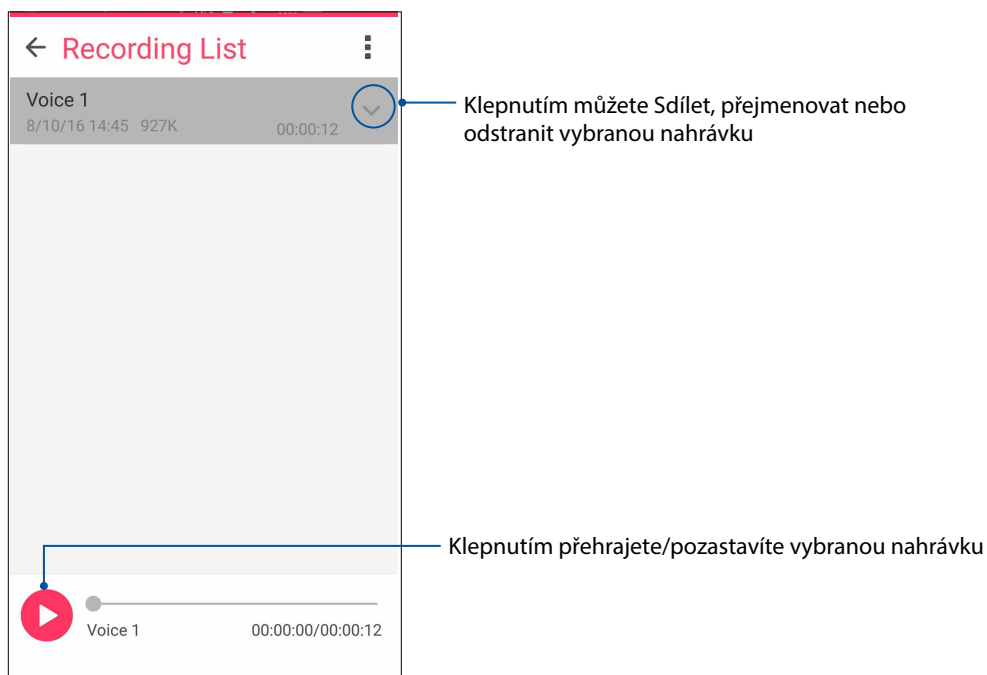 Recording List
Voice 1
8/10/16 14:45 927K 00:00:12
Klepnutím můžete Sdílet, přejmenovat nebo
odstranit vybranou nahrávku
Klepnutím přehrajete/pozastavíte vybranou nahrávku
Voice 1 00:00:00/00:00:12